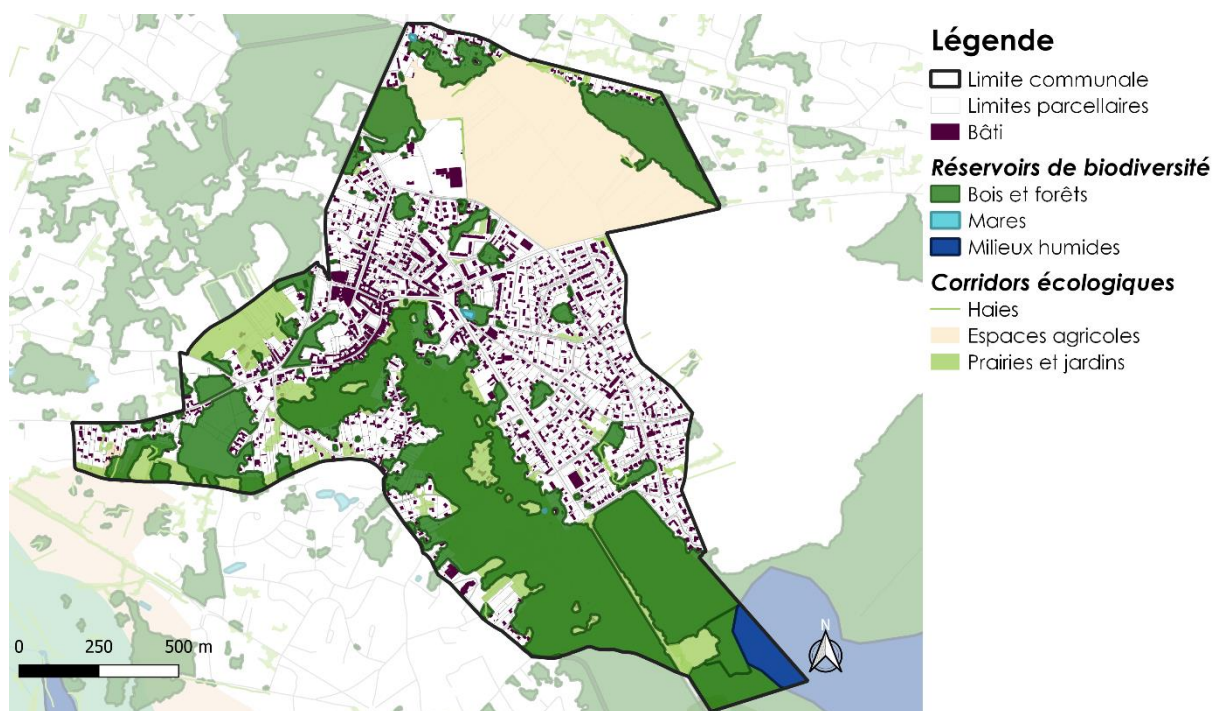 Légende
Limite communale
Limites parcellaires
Bâti
Réservoirs de biodiversité
Bois et forêts
Mares
Milieux humides
Corridors écologiques
Haies
Espaces agricoles
Prairies et jardins
0 250 500 m
N